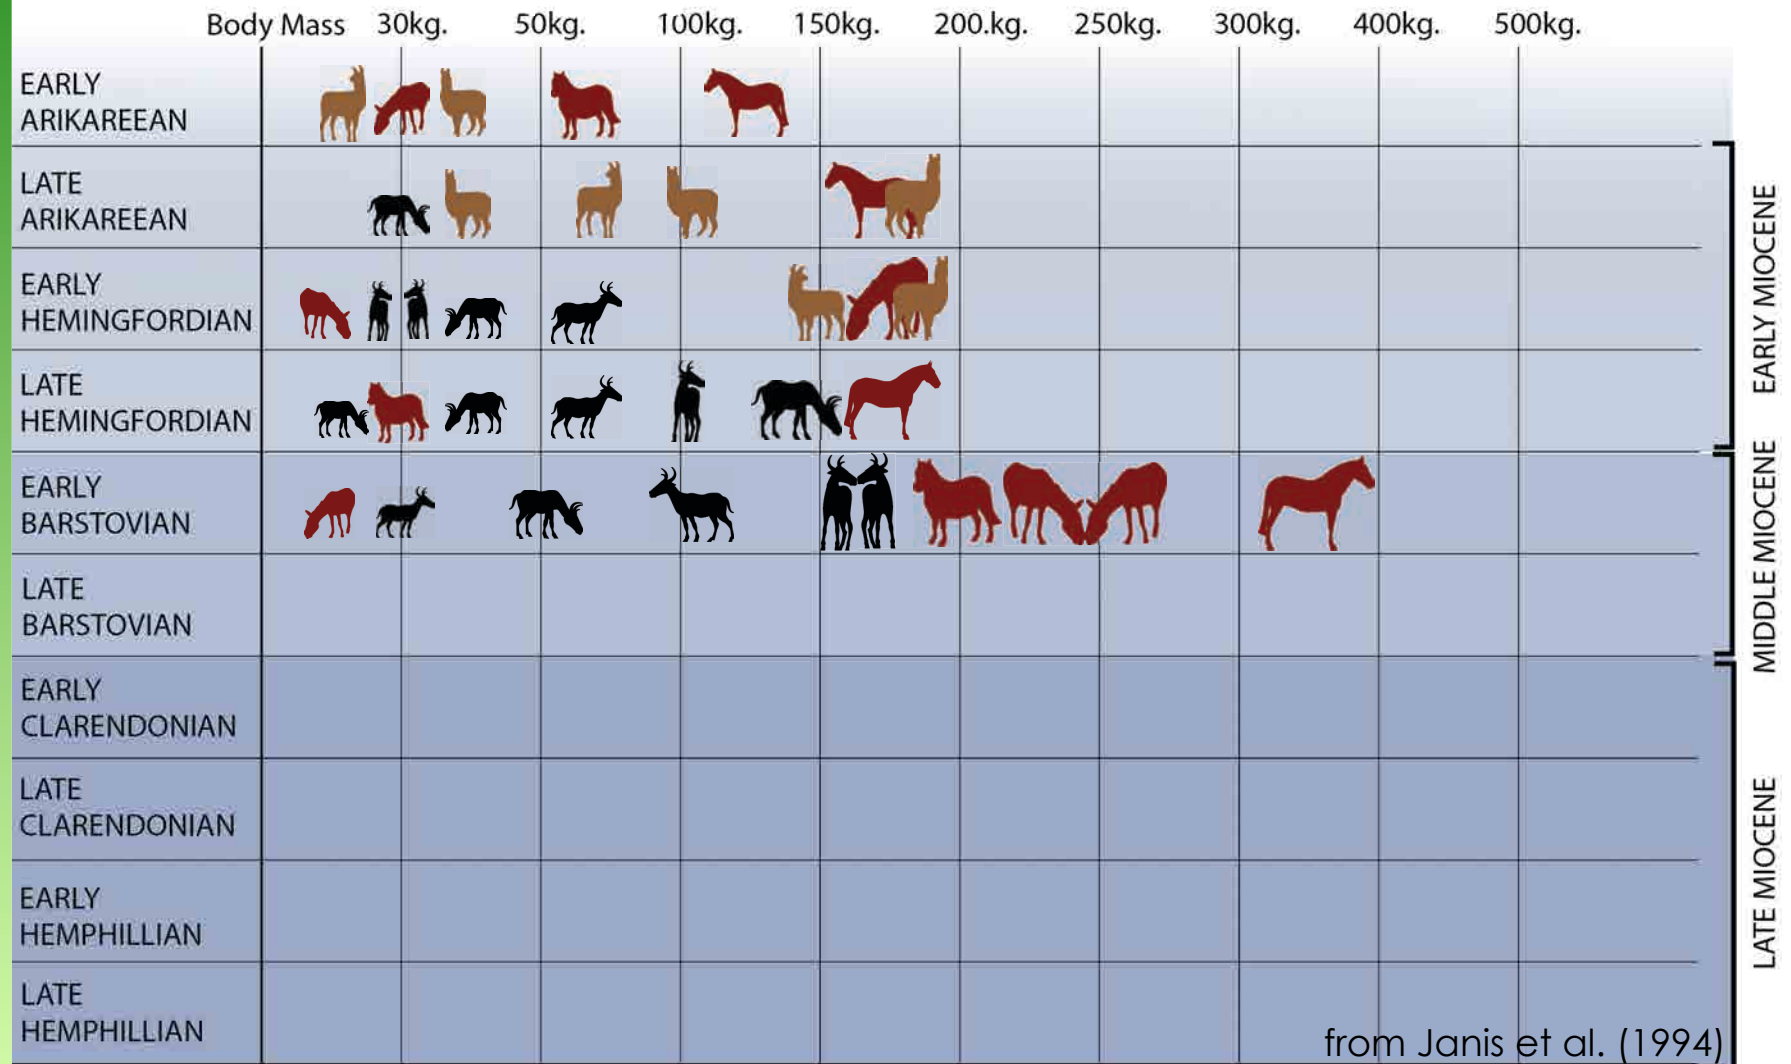 Body Mass 30kg. 50kg. 100kg. 150kg. 200.kg. 250kg. 300kg. 400kg. 500kg.
EARLY
ARIKAREEAN
LATE
ARIKAREEAN
EARLY
HEMINGFORDIAN
LATE
HEMINGFORDIAN
EARLY
BARSTOVIAN
LATE
BARSTOVIAN
EARLY
CLARENDONIAN
LATE
CLARENDONIAN
EARLY
HEMPHILLIAN
LATE
HEMPHILLIAN
EARLY MIOCENE
MIDDLE MIOCENE
LATE MIOCENE
from Janis et al. (1994)